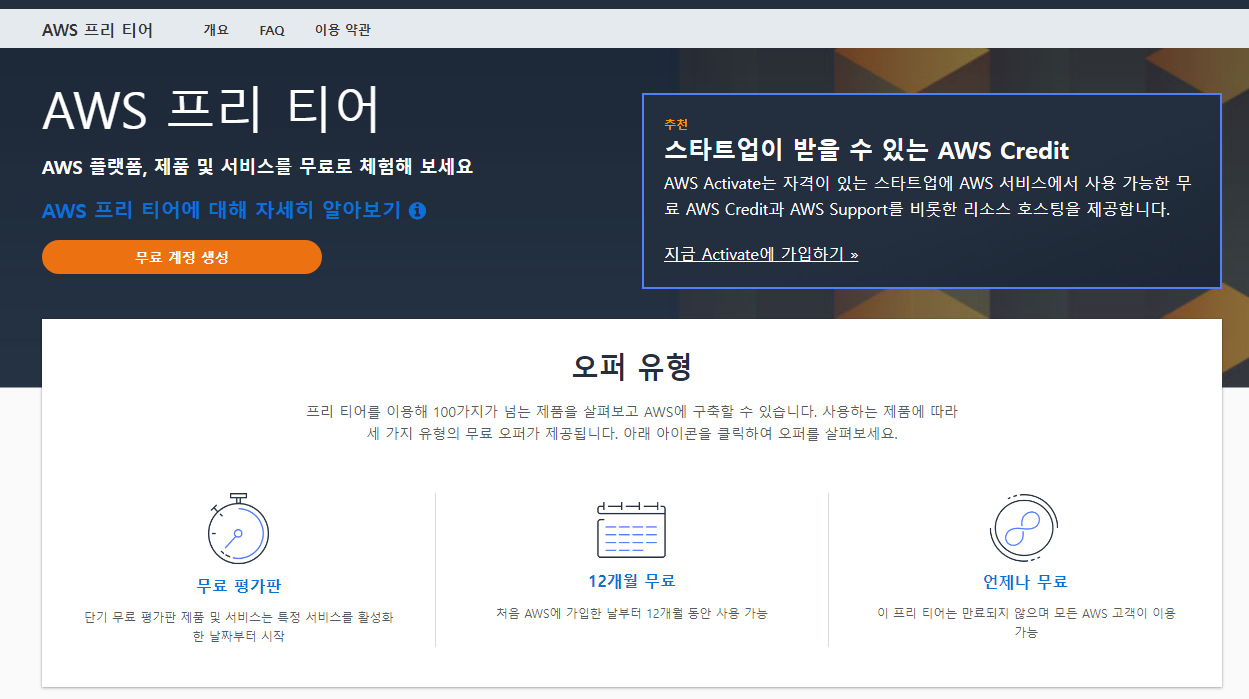 AWS 프리 티어 개요 FAQ 이용 약관
AWS 프리 티어
AWS 플랫폼, 제품 및 서비스를 무료로 체험해 보세요
AWS 프리 티어에 대해 자세히 알아보기
무료 계정 생성
추천
스타트업이 받을 수 있는 AWS Credit
AWS Activate는 자격이 있는 스타트업에 AWS 서비스에서 사용 가능한 무
료 AWS Credit과 AWS Support를 비롯한 리소스 호스팅을 제공합니다.
지금 Activate에 가입하기 »
오퍼 유형
프리 티어를 이용해 100가지가 넘는 제품을 살펴보고 AWS에 구축할 수 있습니다. 사용하는 제품에 따라
세 가지 유형의 무료 오퍼가 제공됩니다. 아래 아이콘을 클릭하여 오퍼를 살펴보세요.
무료 평가판
단기 무료 평가판 제품 및 서비스는 특정 서비스를 활성화
한 날짜부터 시작
12개월 무료
처음 AWS에 가입한 날부터 12개월 동안 사용 가능
언제나 무료
이 프리 티어는 만료되지 않으며 모든 AWS 고객이 이용
가능